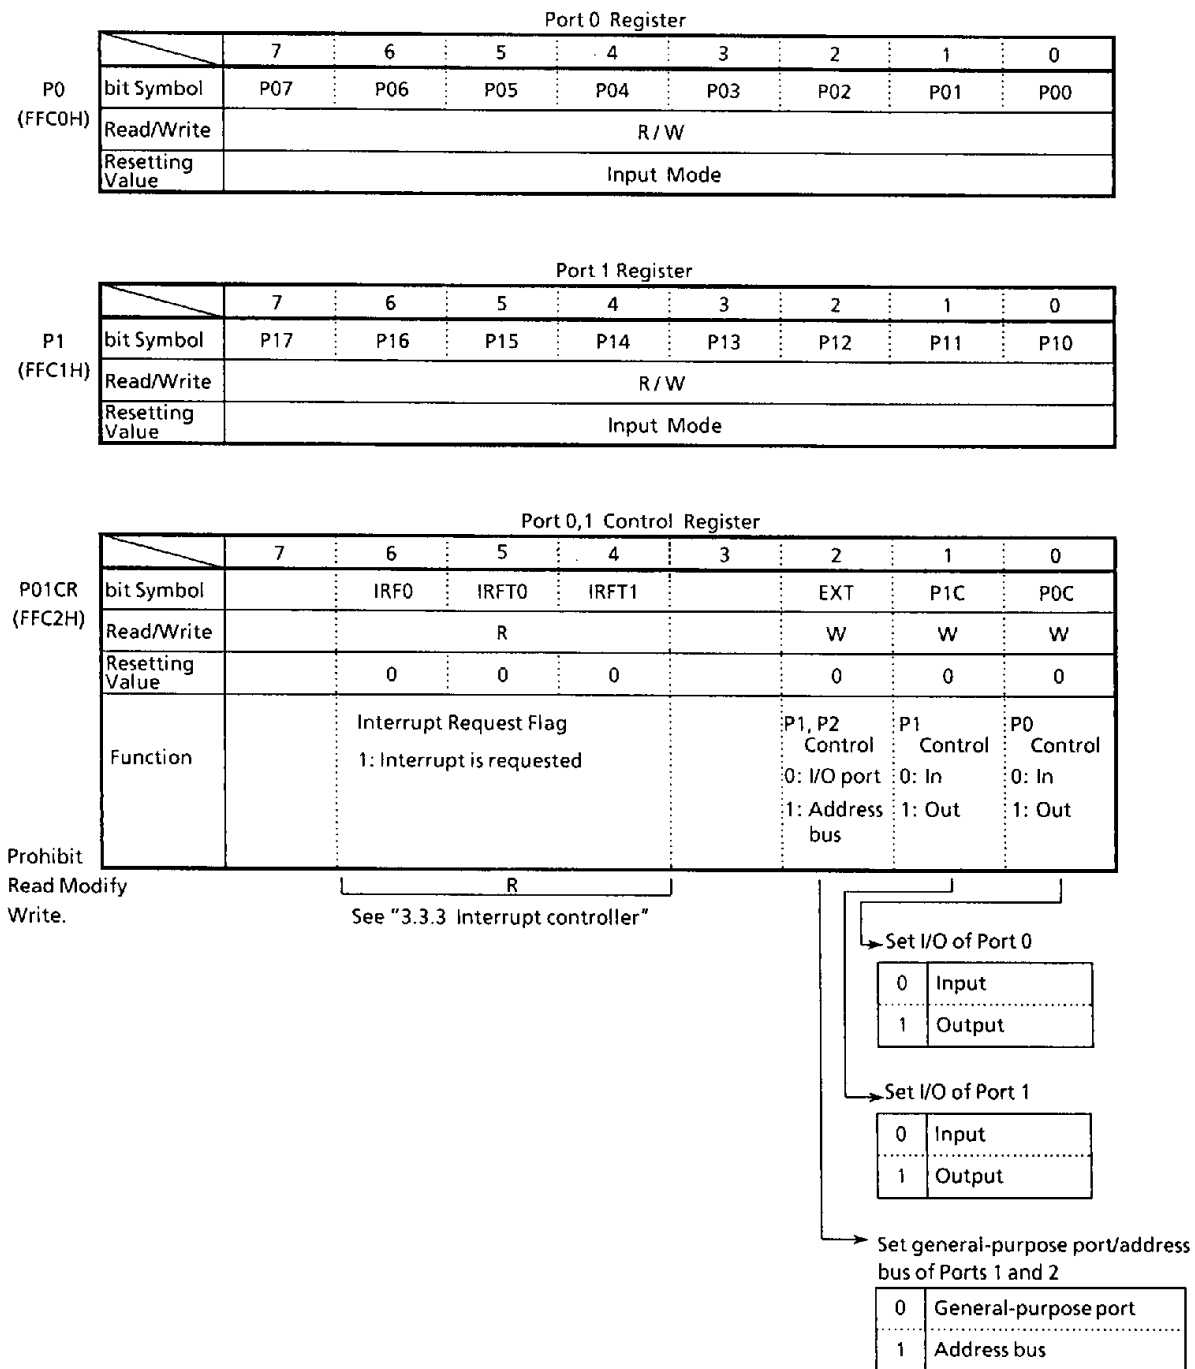 Port 0 Register
7 6 5 4 3 2 1 0
P0 (FFC0H)
bit Symbol P07 P06 P05 P04 P03 P02 P01 P00
Read/Write R/W
Resetting Value Input Mode
Port 1 Register
7 6 5 4 3 2 1 0
P1 (FFC1H)
bit Symbol P17 P16 P15 P14 P13 P12 P11 P10
Read/Write R/W
Resetting Value Input Mode
Port 0,1 Control Register
7 6 5 4 3 2 1 0
P01CR (FFC2H)
bit Symbol IRF0 IRFT0 IRFT1 EXT P1C P0C
Read/Write R W W W
Resetting Value 0 0 0 0 0 0
Function
Interrupt Request Flag
1: Interrupt is requested
P1, P2 Control
0: I/O port
1: Address bus
P1 Control
0: In
1: Out
P0 Control
0: In
1: Out
Prohibit
Read Modify
Write.
R
See "3.3.3 Interrupt controller"
Set I/O of Port 0
0 Input
1 Output
Set I/O of Port 1
0 Input
1 Output
Set general-purpose port/address
bus of Ports 1 and 2
0 General-purpose port
1 Address bus